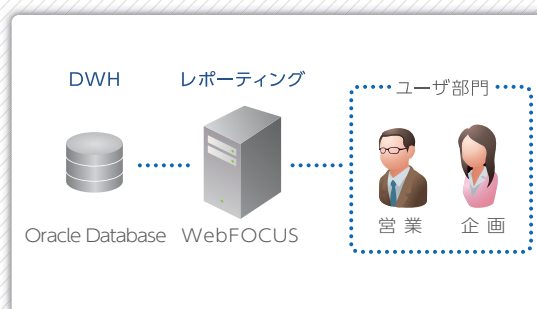 DWH
レポーティング
ユーザ部門
Oracle Database
WebFOCUS
営業
企画